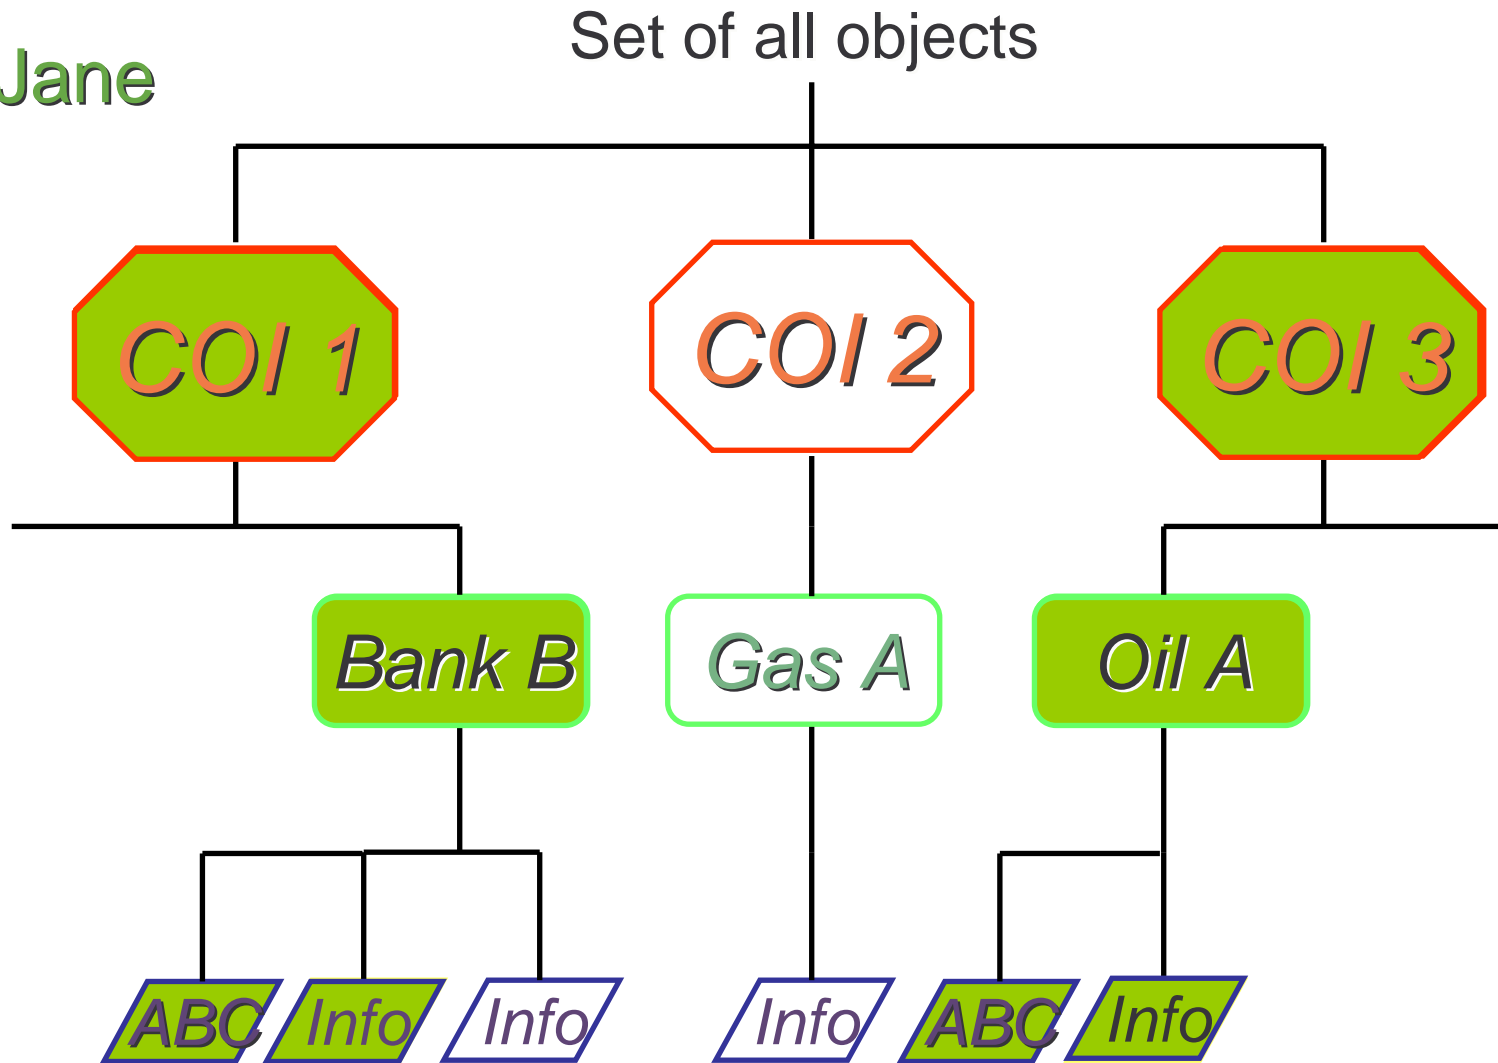 Set of all objects
Jane
COI 1
COI 2
COI 3
Bank B
Gas A
Oil A
ABC
Info
Info
Info
ABC
Info